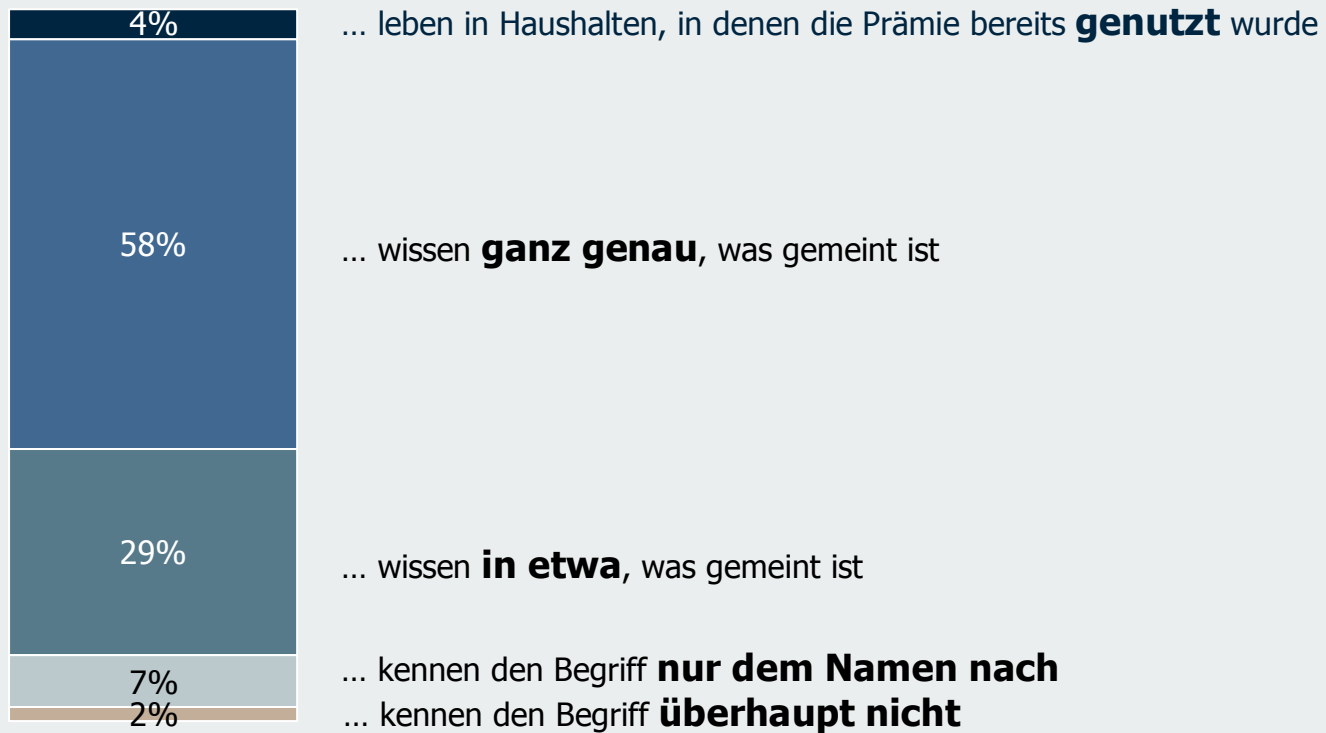 4% … leben in Haushalten, in denen die Prämie bereits genutzt wurde
58% … wissen ganz genau, was gemeint ist
29% … wissen in etwa, was gemeint ist
7% … kennen den Begriff nur dem Namen nach
2% … kennen den Begriff überhaupt nicht